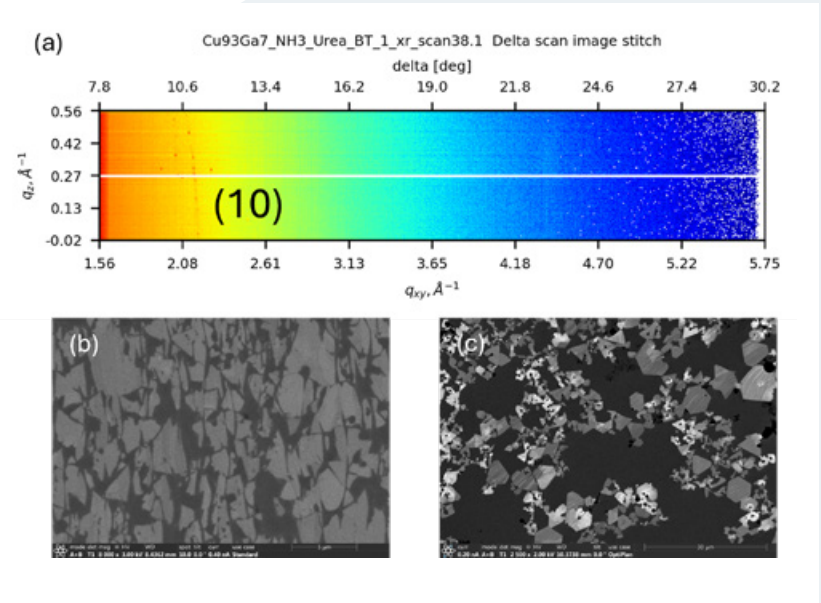 (a)
Cu93Ga7_NH3_Urea_BT_1_xr_scan38.1 Delta scan image stitch
delta [deg]
7.8 10.6 13.4 16.2 19.0 21.8 24.6 27.4 30.2
0.56
0.42
0.27
0.13
-0.02
q_z, Å⁻¹
(10)
1.56 2.08 2.61 3.13 3.65 4.18 4.70 5.22 5.75
q_xy, Å⁻¹
(b)
(c)